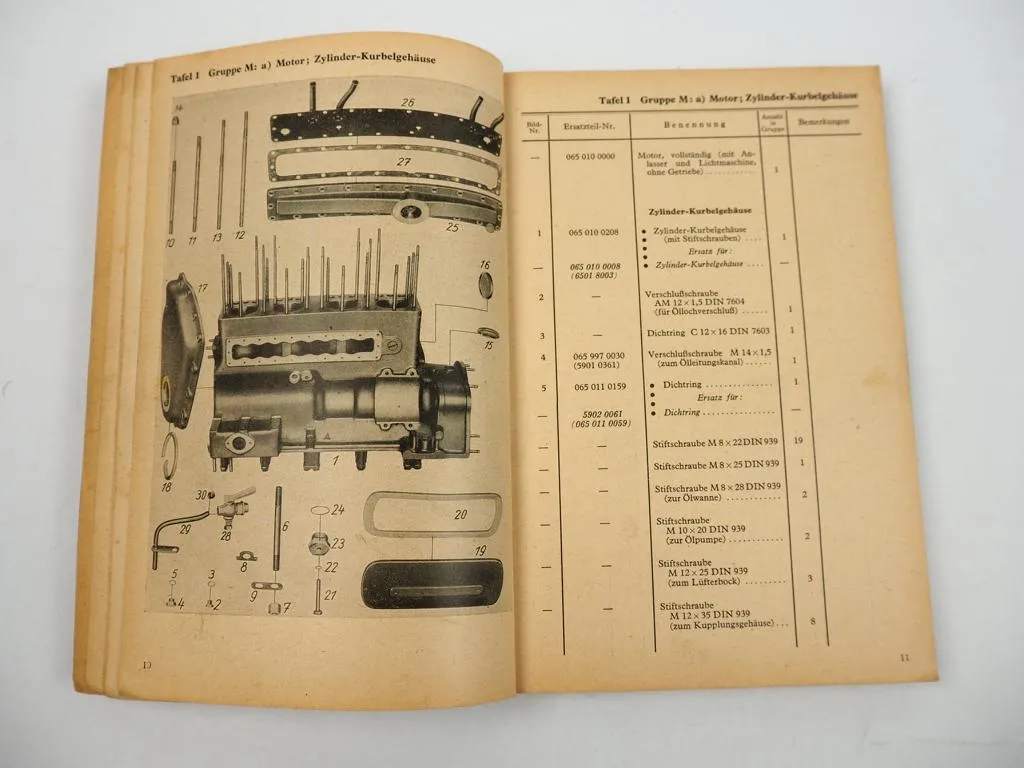 Tafel 1 Gruppe M: a) Motor; Zylinder-Kurbelgehäuse
14
26
27
10
11
13
12
25
17
16
15
18
A
1
30
29
28
6
24
20
23
8
19
5
3
9
22
4
2
7
21
10
Tafel 1 Gruppe M: a) Motor; Zylinder-Kurbelgehäuse
Bild-Nr. Ersatzteil-Nr. Benennung Anzahl in Gruppe Bemerkungen
— 065 010 0000 Motor, vollständig (mit An-
lasser und Lichtmaschine,
ohne Getriebe) ............ 1
Zylinder-Kurbelgehäuse
1 065 010 0208 • Zylinder-Kurbelgehäuse
• (mit Stiftschrauben) .... 1
• Ersatz für:
— 065 010 0008 • Zylinder-Kurbelgehäuse .... —
(6501 8003)
2 — Verschlußschraube
AM 12 × 1,5 DIN 7604
(für Öllochverschluß) ...... 1
3 — Dichtring C 12 × 16 DIN 7603 1
4 065 997 0030 Verschlußschraube M 14 × 1,5
(5901 0361) (zum Ölleitungskanal) ...... 1
5 065 011 0159 • Dichtring .............. 1
• Ersatz für:
— 5902 0061 • Dichtring .............. —
(065 011 0059)
— — Stiftschraube M 8 × 22 DIN 939 19
— — Stiftschraube M 8 × 25 DIN 939 1
— — Stiftschraube M 8 × 28 DIN 939
(zur Ölwanne) ............ 2
— — Stiftschraube
M 10 × 20 DIN 939
(zur Ölpumpe) ............ 2
— — Stiftschraube
M 12 × 25 DIN 939
(zum Lüfterbock) .......... 3
— — Stiftschraube
M 12 × 35 DIN 939
(zum Kupplungsgehäuse) ... 8
11